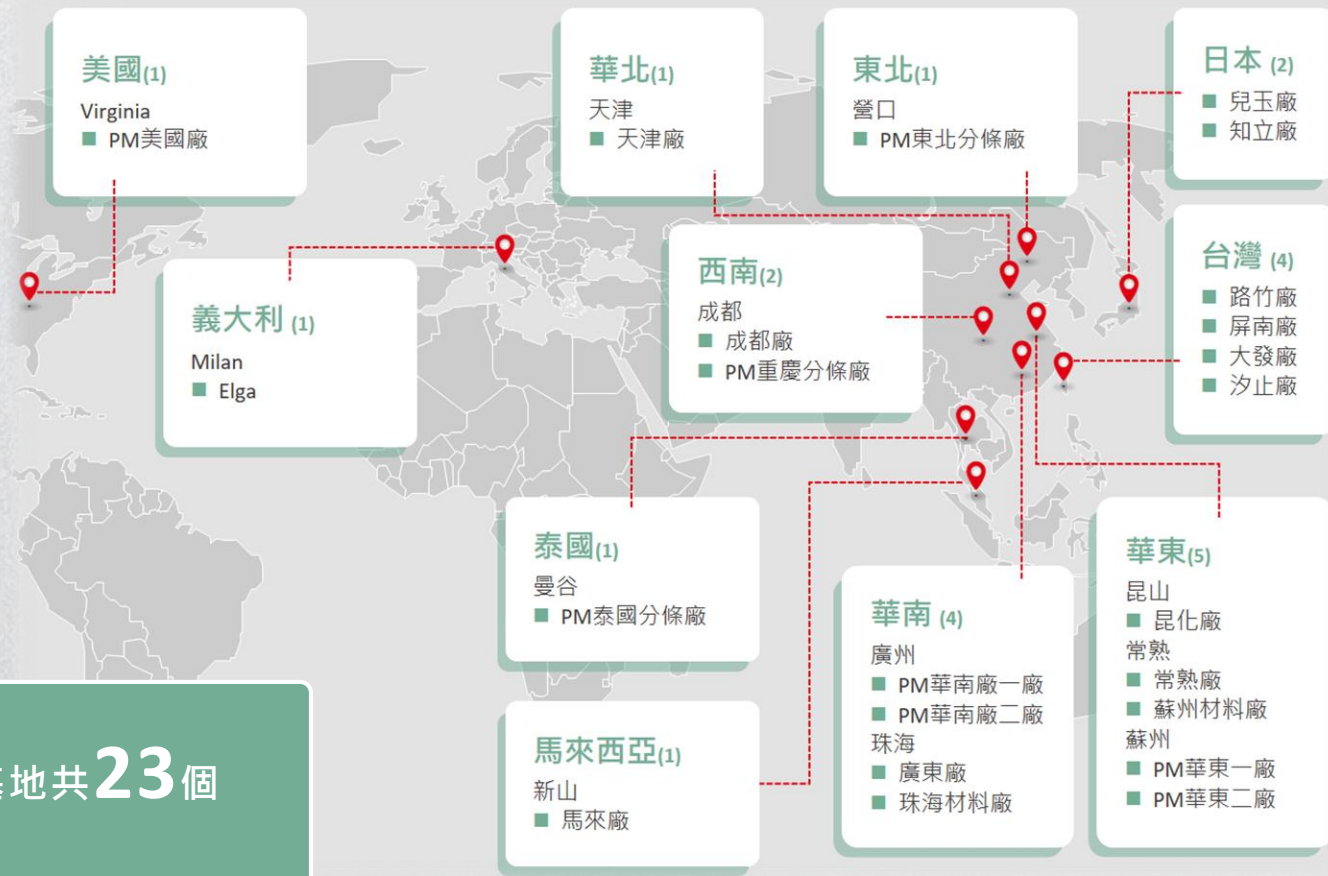 美國(1)
Virginia
■ PM美國廠
華北(1)
天津
■ 天津廠
東北(1)
營口
■ PM東北分條廠
日本 (2)
■ 兒玉廠
■ 知立廠
義大利 (1)
Milan
■ Elga
西南(2)
成都
■ 成都廠
■ PM重慶分條廠
台灣 (4)
■ 路竹廠
■ 屏南廠
■ 大發廠
■ 汐止廠
泰國(1)
曼谷
■ PM泰國分條廠
馬來西亞(1)
新山
■ 馬來廠
華南 (4)
廣州
■ PM華南廠一廠
■ PM華南廠二廠
珠海
■ 廣東廠
■ 珠海材料廠
華東(5)
昆山
■ 昆化廠
常熟
■ 常熟廠
■ 蘇州材料廠
蘇州
■ PM華東一廠
■ PM華東二廠
地共23個